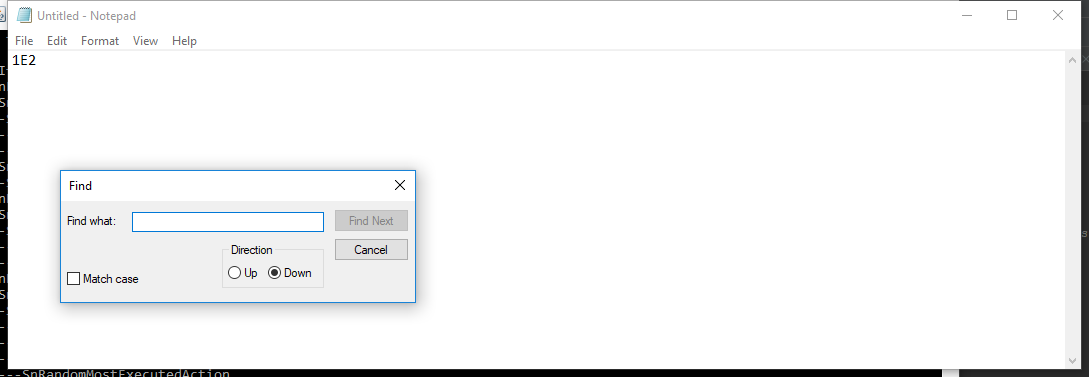 Untitled - Notepad
File Edit Format View Help
1E2
Find
Find what:
Find Next
Cancel
Direction
Up Down
Match case
---SnRandomMostExecutedAction